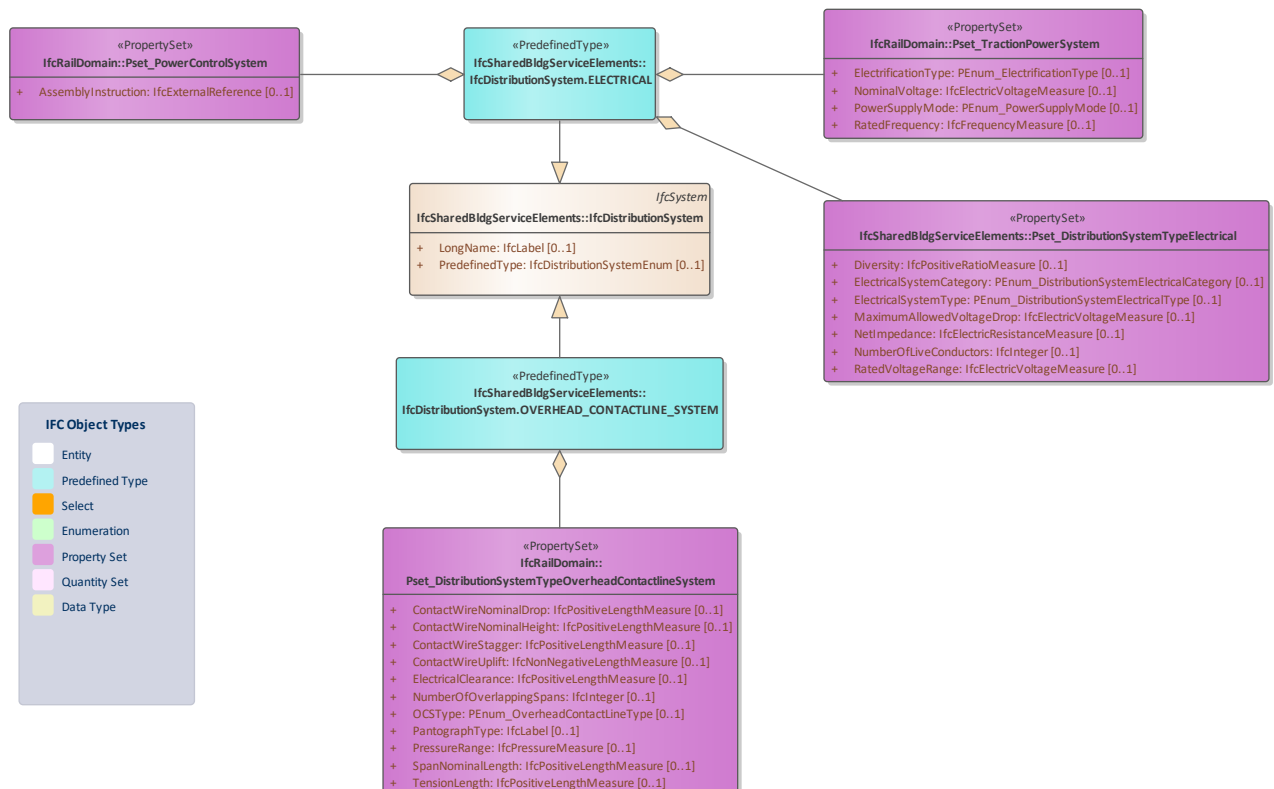 «PropertySet»
IfcRailDomain::Pset_PowerControlSystem
+ AssemblyInstruction: IfcExternalReference [0..1]
«PredefinedType»
IfcSharedBldgServiceElements::
IfcDistributionSystem.ELECTRICAL
«PropertySet»
IfcRailDomain::Pset_TractionPowerSystem
+ ElectrificationType: PEnum_ElectrificationType [0..1]
+ NominalVoltage: IfcElectricVoltageMeasure [0..1]
+ PowerSupplyMode: PEnum_PowerSupplyMode [0..1]
+ RatedFrequency: IfcFrequencyMeasure [0..1]
IfcSystem
IfcSharedBldgServiceElements::IfcDistributionSystem
+ LongName: IfcLabel [0..1]
+ PredefinedType: IfcDistributionSystemEnum [0..1]
«PropertySet»
IfcSharedBldgServiceElements::Pset_DistributionSystemTypeElectrical
+ Diversity: IfcPositiveRatioMeasure [0..1]
+ ElectricalSystemCategory: PEnum_DistributionSystemElectricalCategory [0..1]
+ ElectricalSystemType: PEnum_DistributionSystemElectricalType [0..1]
+ MaximumAllowedVoltageDrop: IfcElectricVoltageMeasure [0..1]
+ NetImpedance: IfcElectricResistanceMeasure [0..1]
+ NumberOfLiveConductors: IfcInteger [0..1]
+ RatedVoltageRange: IfcElectricVoltageMeasure [0..1]
«PredefinedType»
IfcSharedBldgServiceElements::
IfcDistributionSystem.OVERHEAD_CONTACTLINE_SYSTEM
IFC Object Types
Entity
Predefined Type
Select
Enumeration
Property Set
Quantity Set
Data Type
«PropertySet»
IfcRailDomain::
Pset_DistributionSystemTypeOverheadContactlineSystem
+ ContactWireNominalDrop: IfcPositiveLengthMeasure [0..1]
+ ContactWireNominalHeight: IfcPositiveLengthMeasure [0..1]
+ ContactWireStagger: IfcPositiveLengthMeasure [0..1]
+ ContactWireUplift: IfcNonNegativeLengthMeasure [0..1]
+ ElectricalClearance: IfcPositiveLengthMeasure [0..1]
+ NumberOfOverlappingSpans: IfcInteger [0..1]
+ OCSType: PEnum_OverheadContactLineType [0..1]
+ PantographType: IfcLabel [0..1]
+ PressureRange: IfcPressureMeasure [0..1]
+ SpanNominalLength: IfcPositiveLengthMeasure [0..1]
+ TensionLength: IfcPositiveLengthMeasure [0..1]